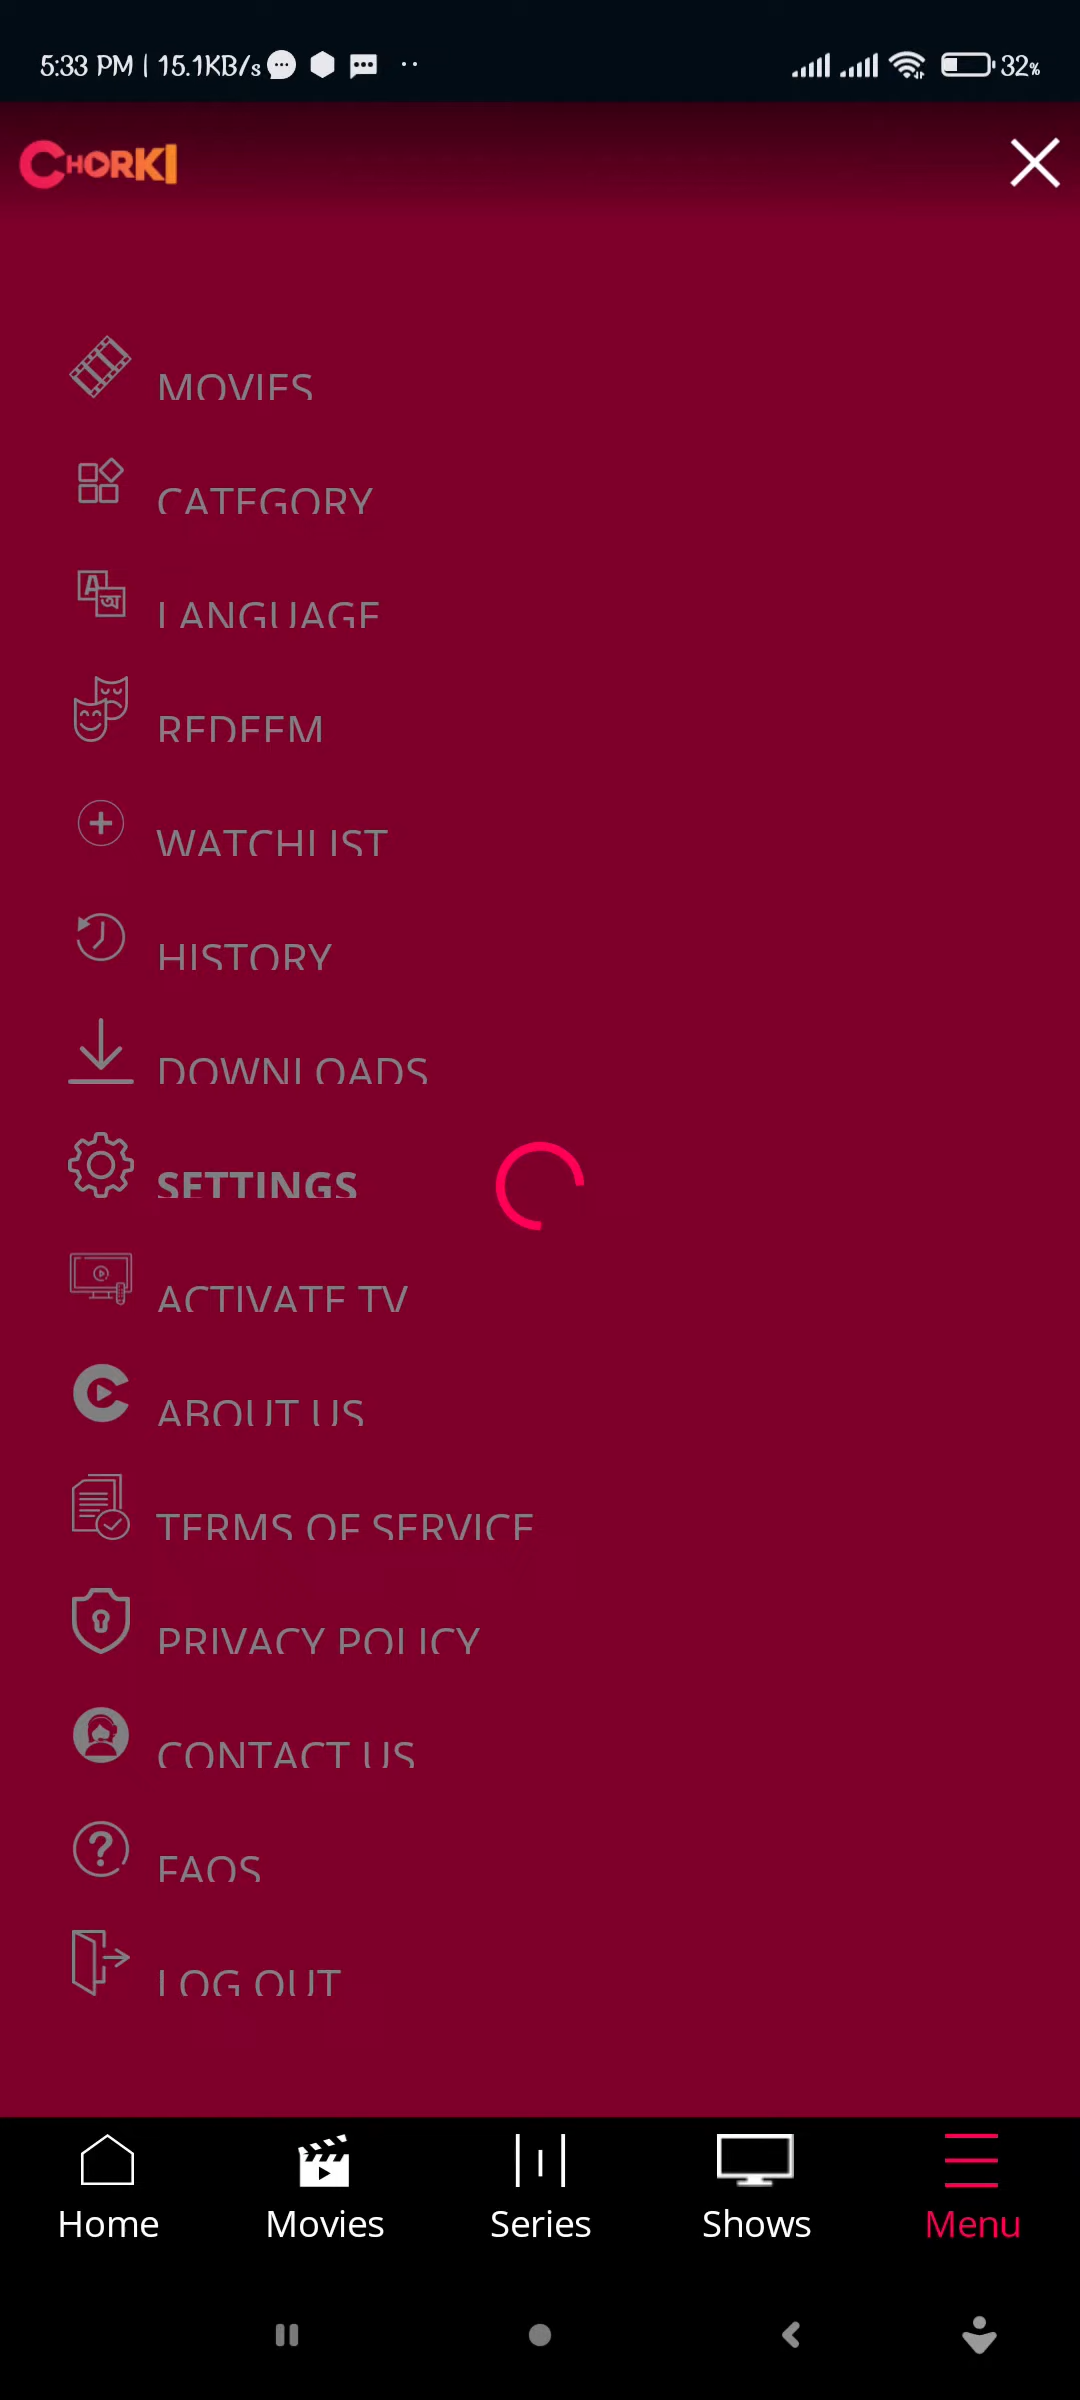 5:33 PM | 15.1KB/s
32%
CHORKI
MOVIES
CATEGORY
A অ
LANGUAGE
REDEEM
WATCHLIST
HISTORY
DOWNLOADS
SETTINGS
ACTIVATE TV
ABOUT US
TERMS OF SERVICE
PRIVACY POLICY
CONTACT US
FAQS
LOG OUT
Home Movies Series Shows Menu